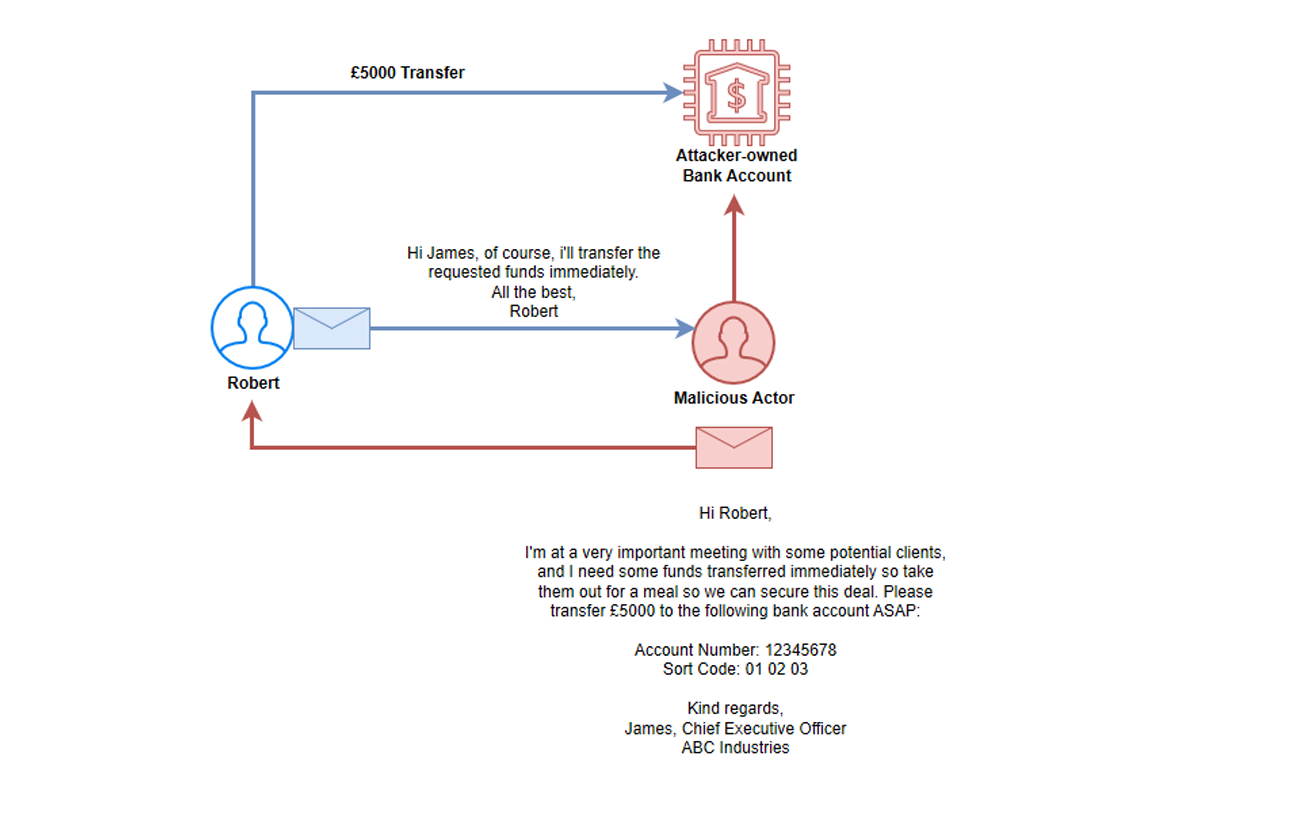 £5000 Transfer
$
Attacker-owned
Bank Account
Hi James, of course, i'll transfer the
requested funds immediately.
All the best,
Robert
Robert
Malicious Actor
Hi Robert,
I'm at a very important meeting with some potential clients,
and I need some funds transferred immediately so take
them out for a meal so we can secure this deal. Please
transfer £5000 to the following bank account ASAP:
Account Number: 12345678
Sort Code: 01 02 03
Kind regards,
James, Chief Executive Officer
ABC Industries